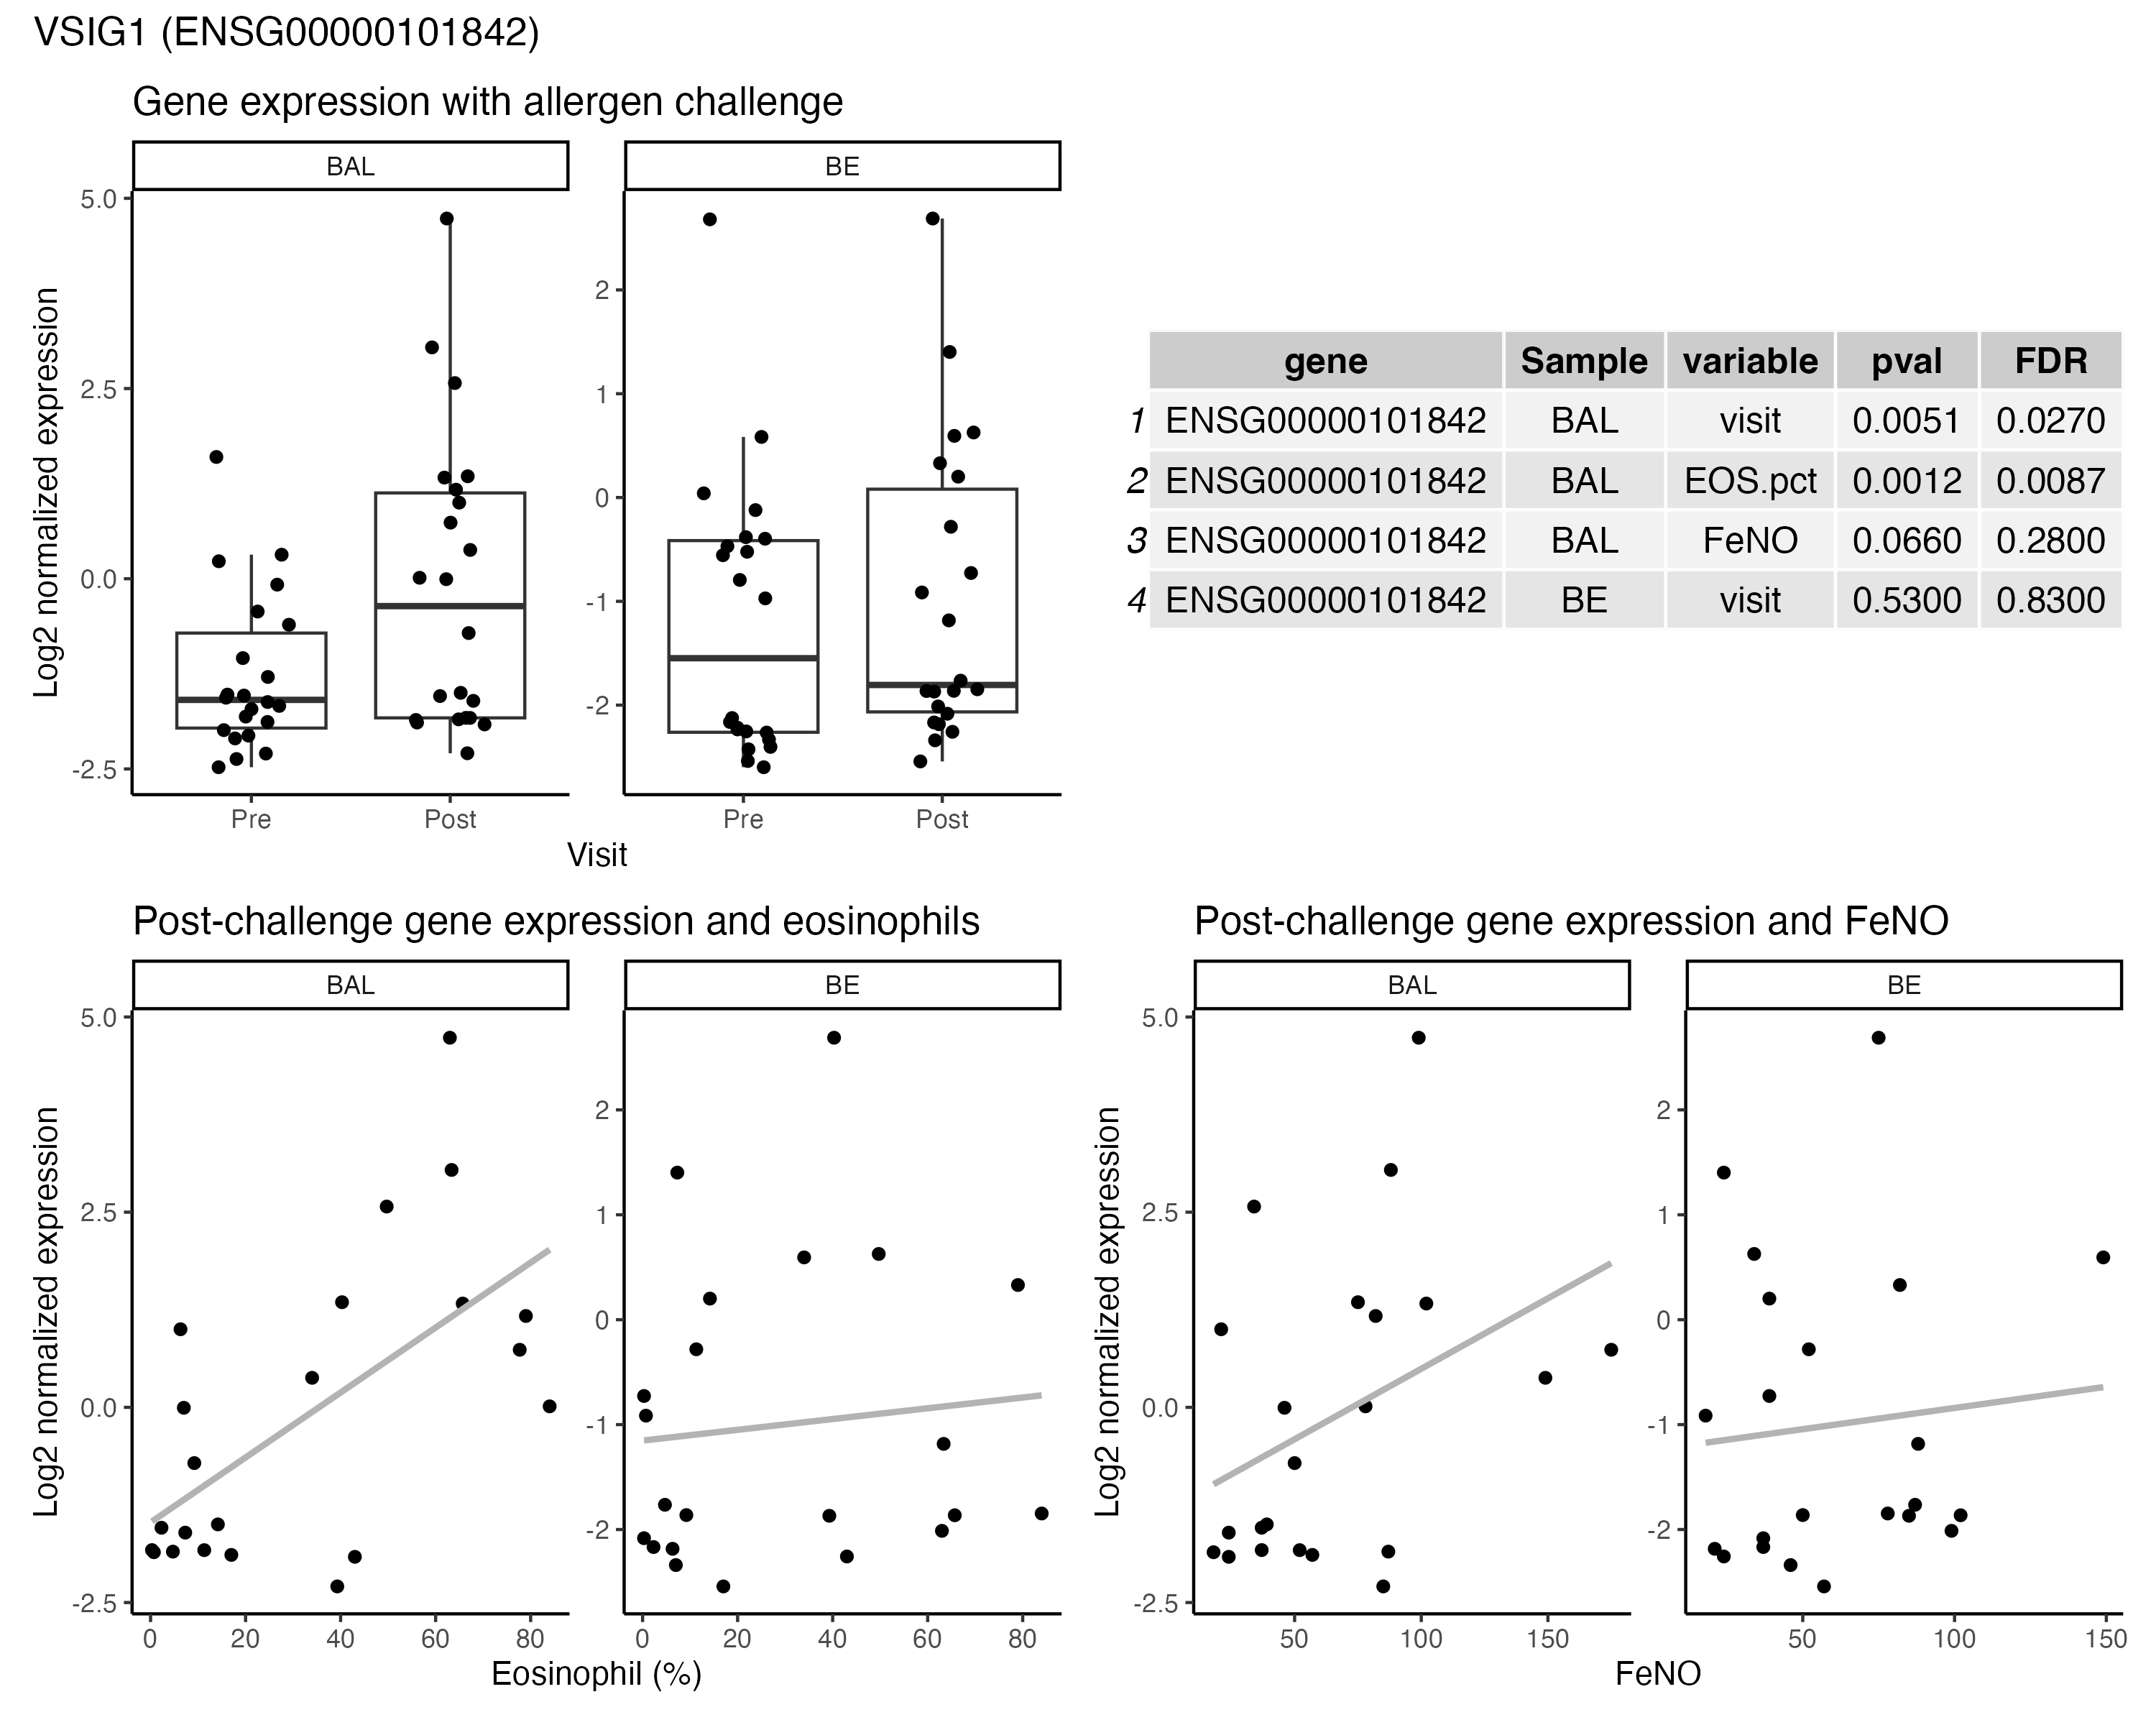 VSIG1 (ENSG00000101842)
Gene expression with allergen challenge
BAL BE
Log2 normalized expression
5.0
2.5
0.0
-2.5
2
1
0
-1
-2
Pre Post Pre Post
Visit
gene Sample variable pval FDR
1 ENSG00000101842 BAL visit 0.0051 0.0270
2 ENSG00000101842 BAL EOS.pct 0.0012 0.0087
3 ENSG00000101842 BAL FeNO 0.0660 0.2800
4 ENSG00000101842 BE visit 0.5300 0.8300
Post-challenge gene expression and eosinophils
BAL BE
Log2 normalized expression
5.0
2.5
0.0
-2.5
2
1
0
-1
-2
0 20 40 60 80 0 20 40 60 80
Eosinophil (%)
Post-challenge gene expression and FeNO
BAL BE
Log2 normalized expression
5.0
2.5
0.0
-2.5
2
1
0
-1
-2
50 100 150 50 100 150
FeNO